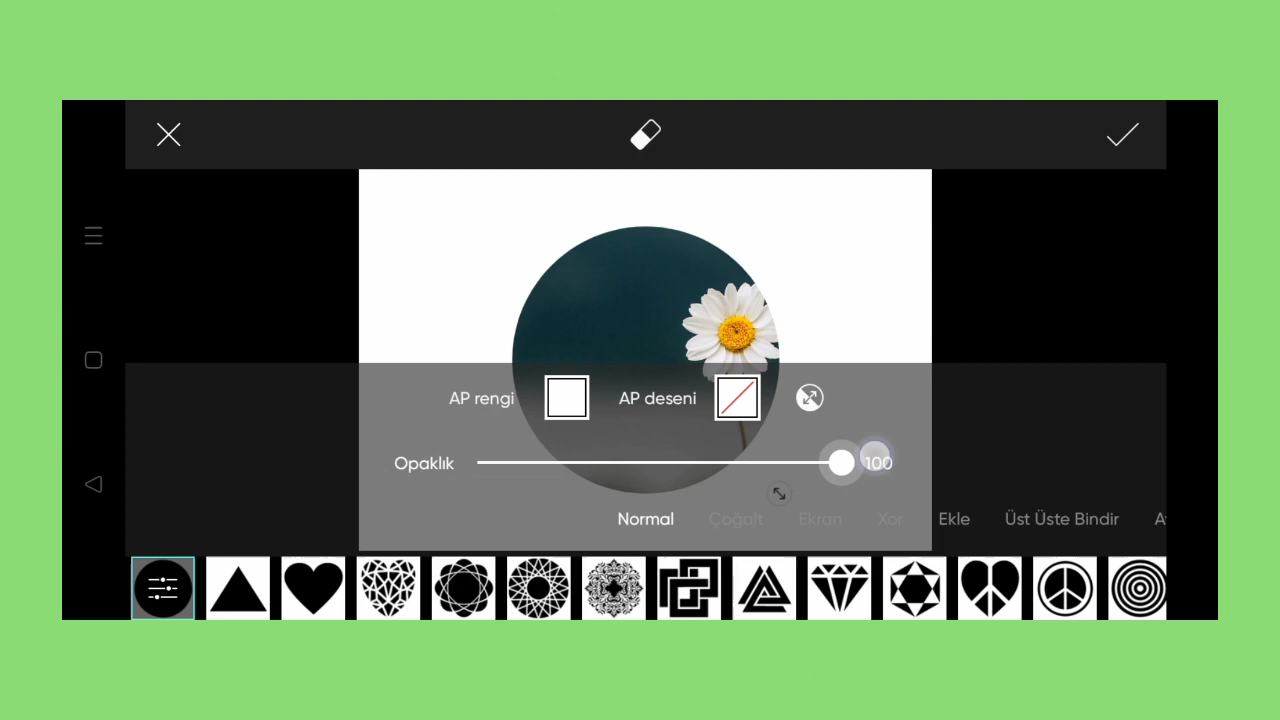 AP rengi AP deseni
Opaklık 100
Normal Çoğalt Ekran Xor Ekle Üst Üste Bindir